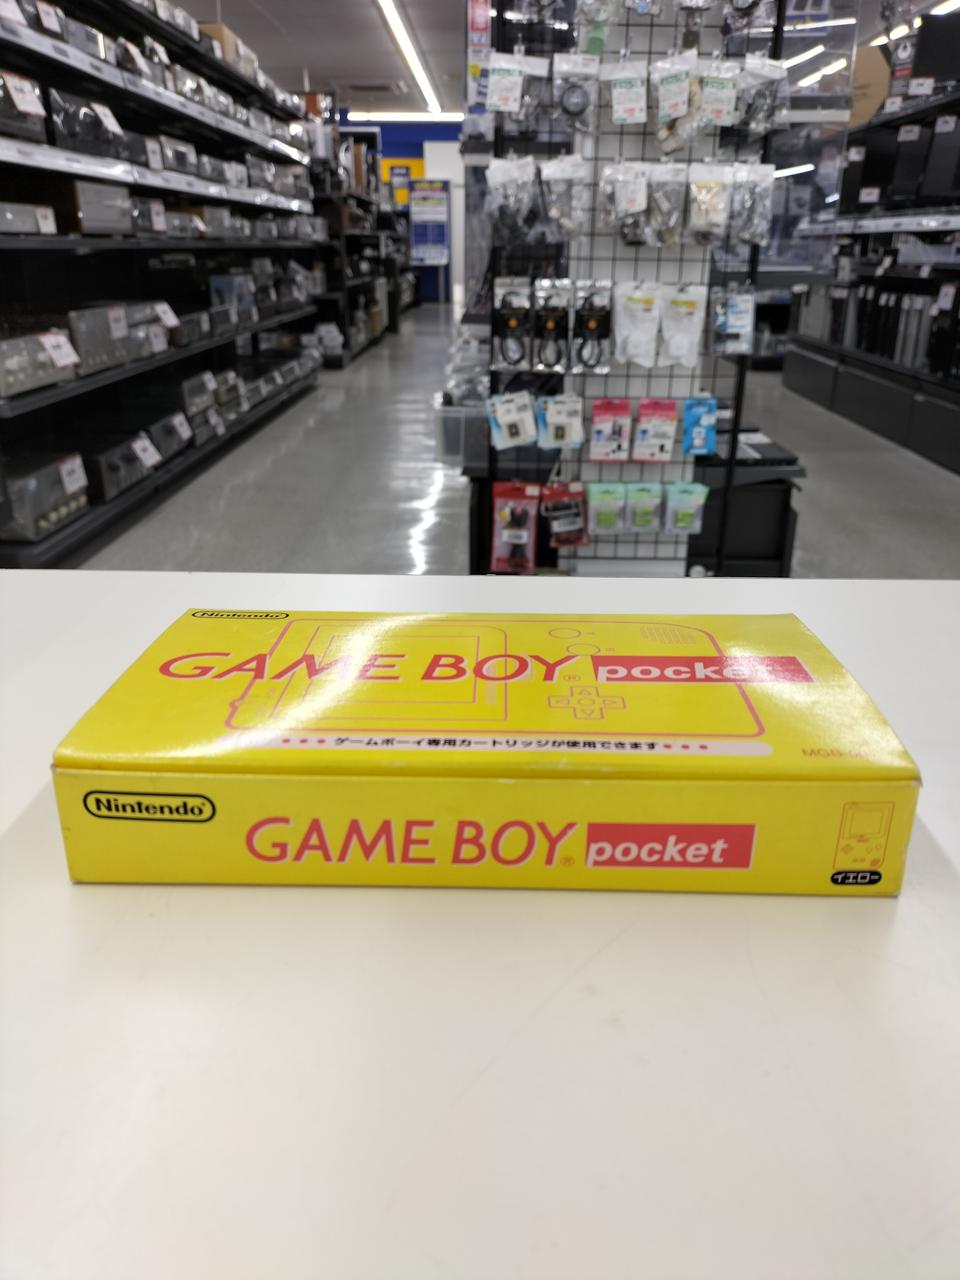 Nintendo
GAME BOY® pocket
••• ゲームボーイ専用カートリッジが使用できます •••
Nintendo®
GAME BOY® pocket
イエロー